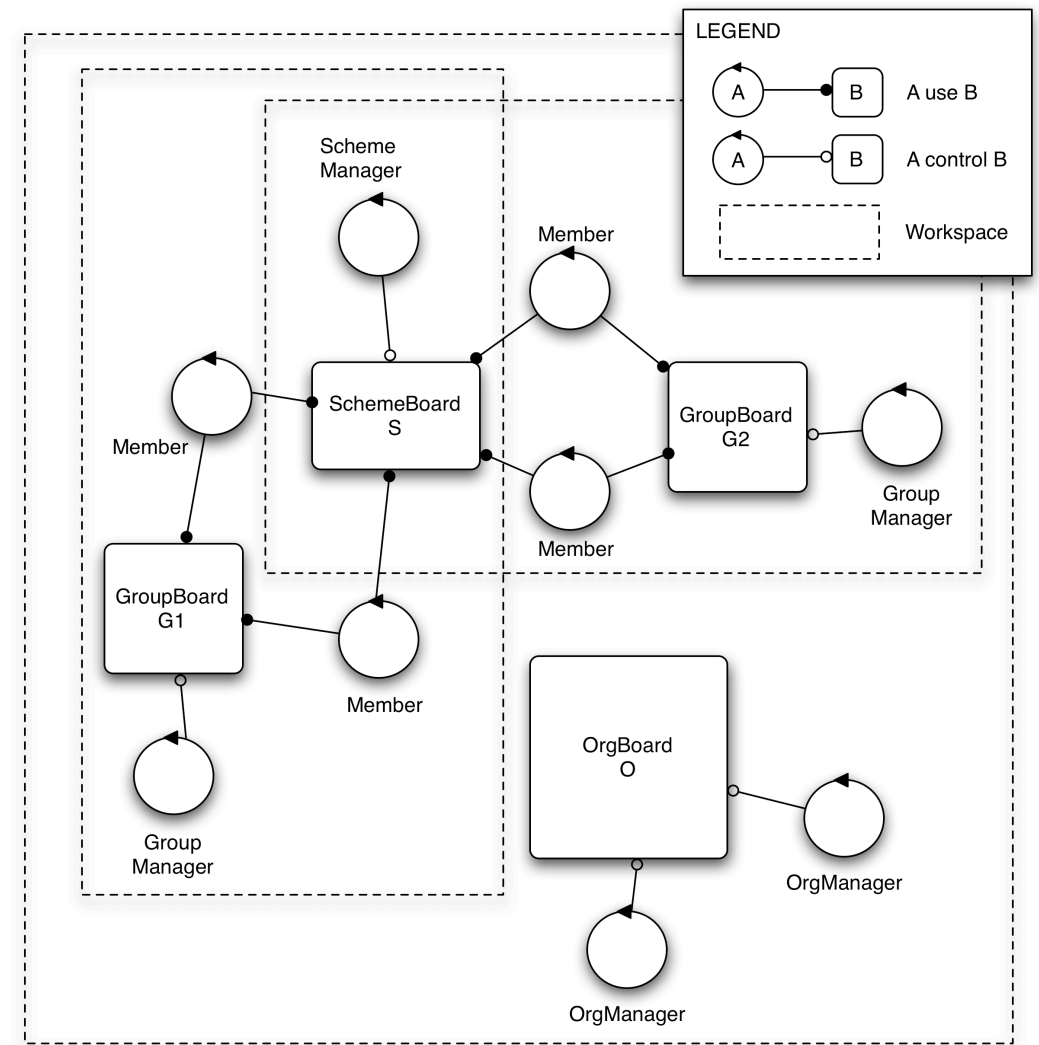 LEGEND
A
B
A use B
A
B
A control B
Workspace
Scheme
Manager
Member
SchemeBoard
S
GroupBoard
G2
Member
Group
Manager
Member
GroupBoard
G1
Member
OrgBoard
O
Group
Manager
OrgManager
OrgManager